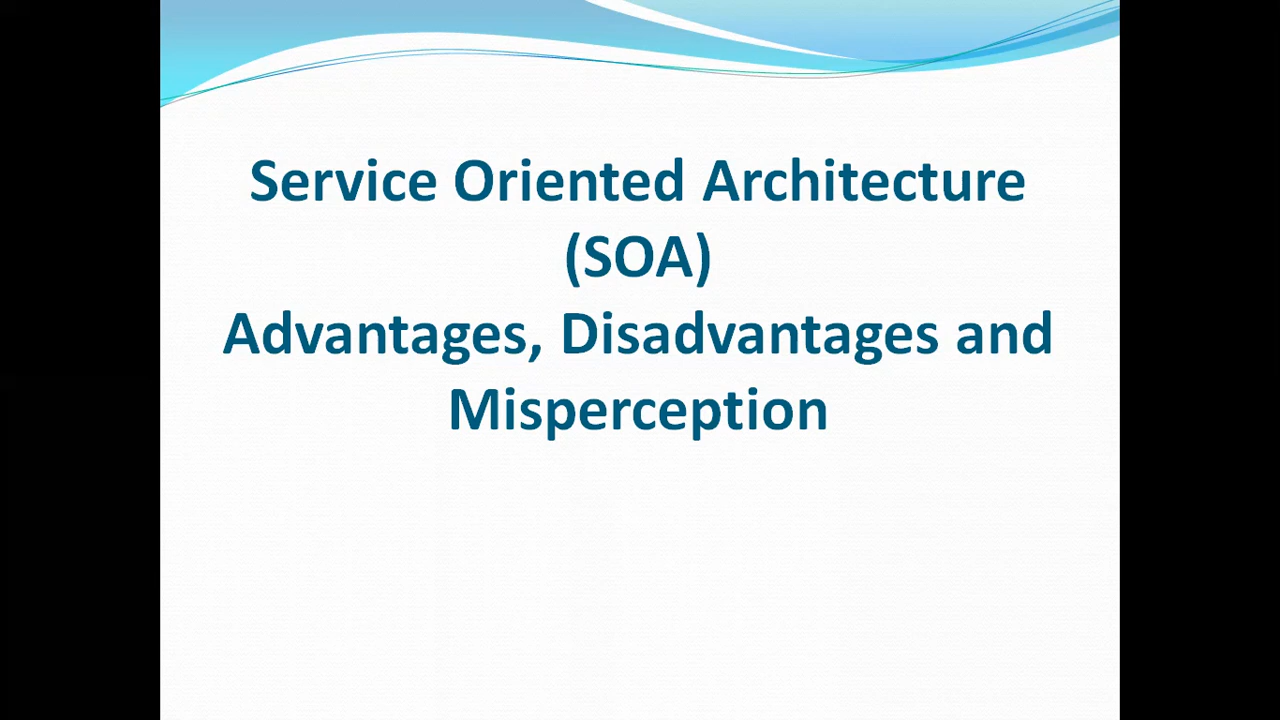 Service Oriented Architecture
(SOA)
Advantages, Disadvantages and
Misperception